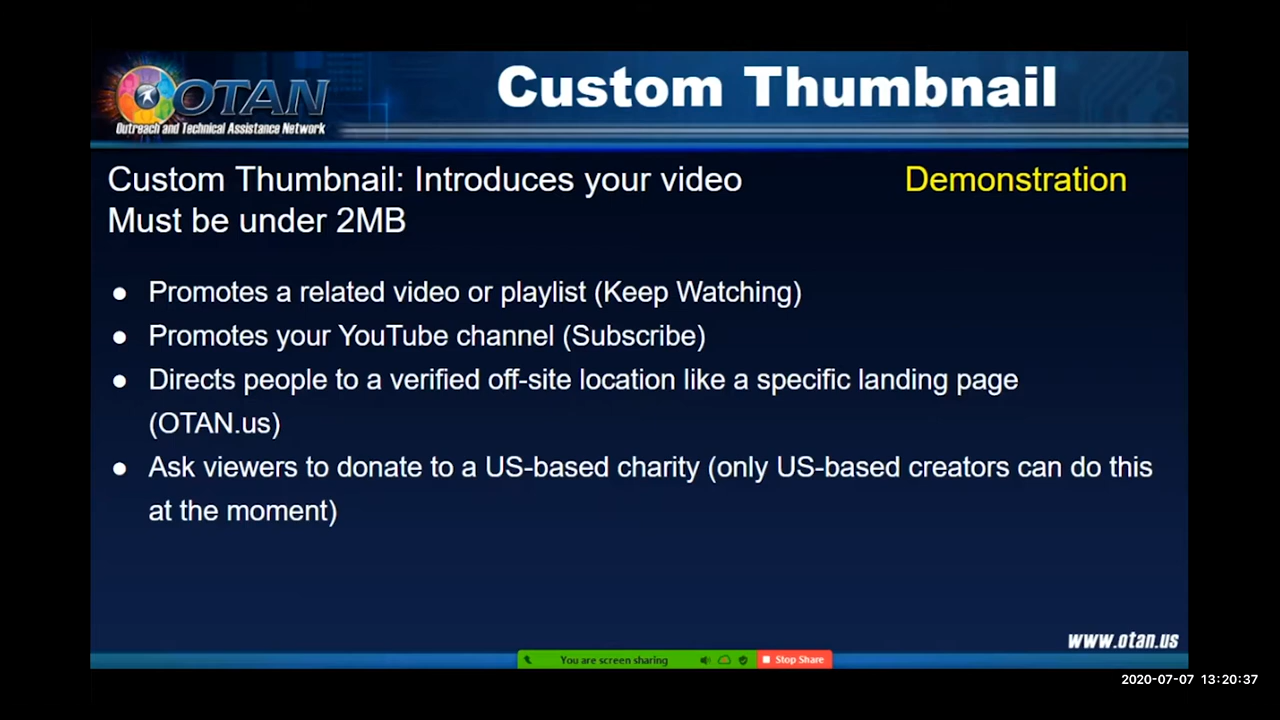 OTAN
Outreach and Technical Assistance Network
Custom Thumbnail
Custom Thumbnail: Introduces your video
Demonstration
Must be under 2MB
● Promotes a related video or playlist (Keep Watching)
● Promotes your YouTube channel (Subscribe)
● Directs people to a verified off-site location like a specific landing page
(OTAN.us)
● Ask viewers to donate to a US-based charity (only US-based creators can do this
at the moment)
www.otan.us
You are screen sharing
Stop Share
2020-07-07 13:20:37